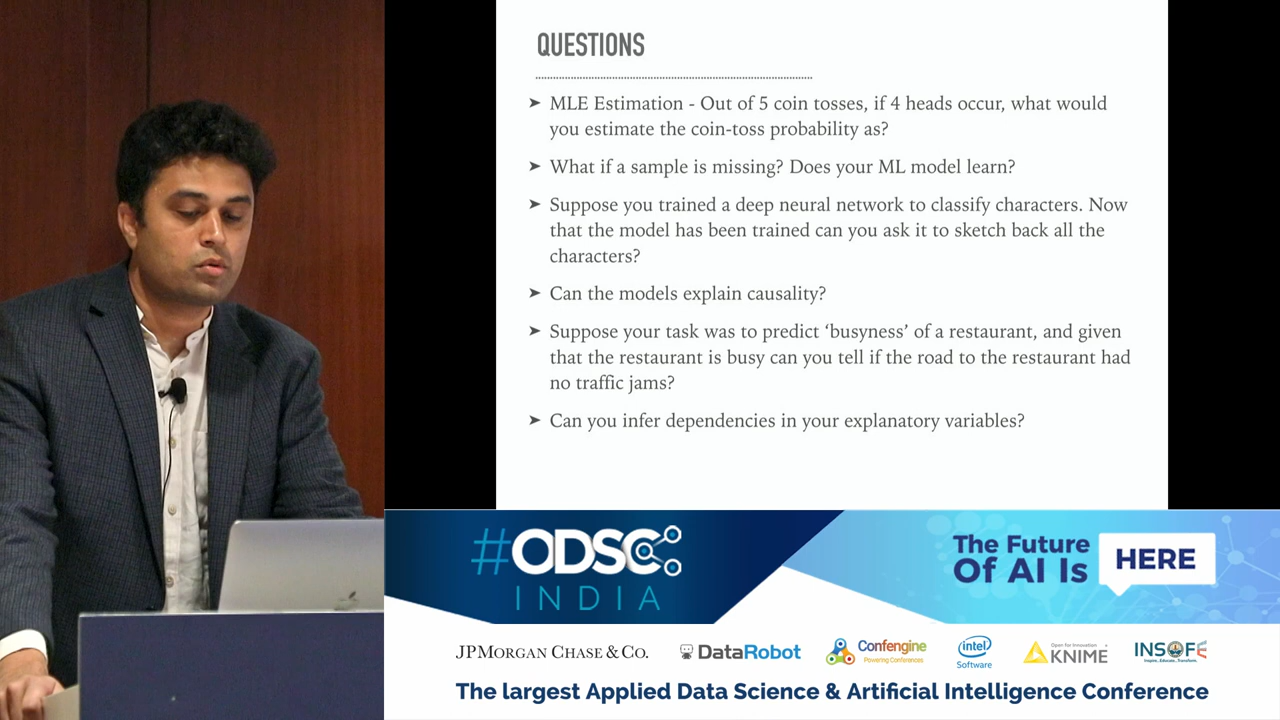 QUESTIONS
➤ MLE Estimation - Out of 5 coin tosses, if 4 heads occur, what would
you estimate the coin-toss probability as?
➤ What if a sample is missing? Does your ML model learn?
➤ Suppose you trained a deep neural network to classify characters. Now
that the model has been trained can you ask it to sketch back all the
characters?
➤ Can the models explain causality?
➤ Suppose your task was to predict ‘busyness’ of a restaurant, and given
that the restaurant is busy can you tell if the road to the restaurant had
no traffic jams?
➤ Can you infer dependencies in your explanatory variables?
#ODSC
INDIA
The Future
Of AI Is
HERE
JPMORGAN CHASE & CO.
DataRobot
Confengine
Powering Conferences
intel
Software
Open for Innovation
KNIME
INSOFE
Inspire...Educate...Transform.
The largest Applied Data Science & Artificial Intelligence Conference